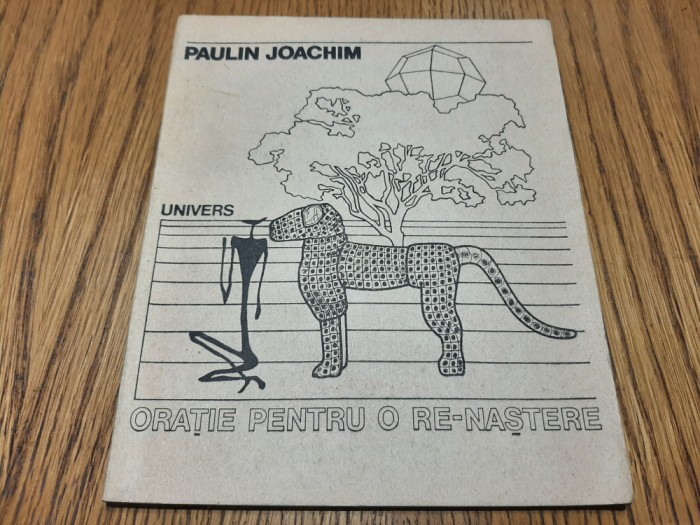 PAULIN JOACHIM
UNIVERS
ORAȚIE PENTRU O RE-NAȘTERE